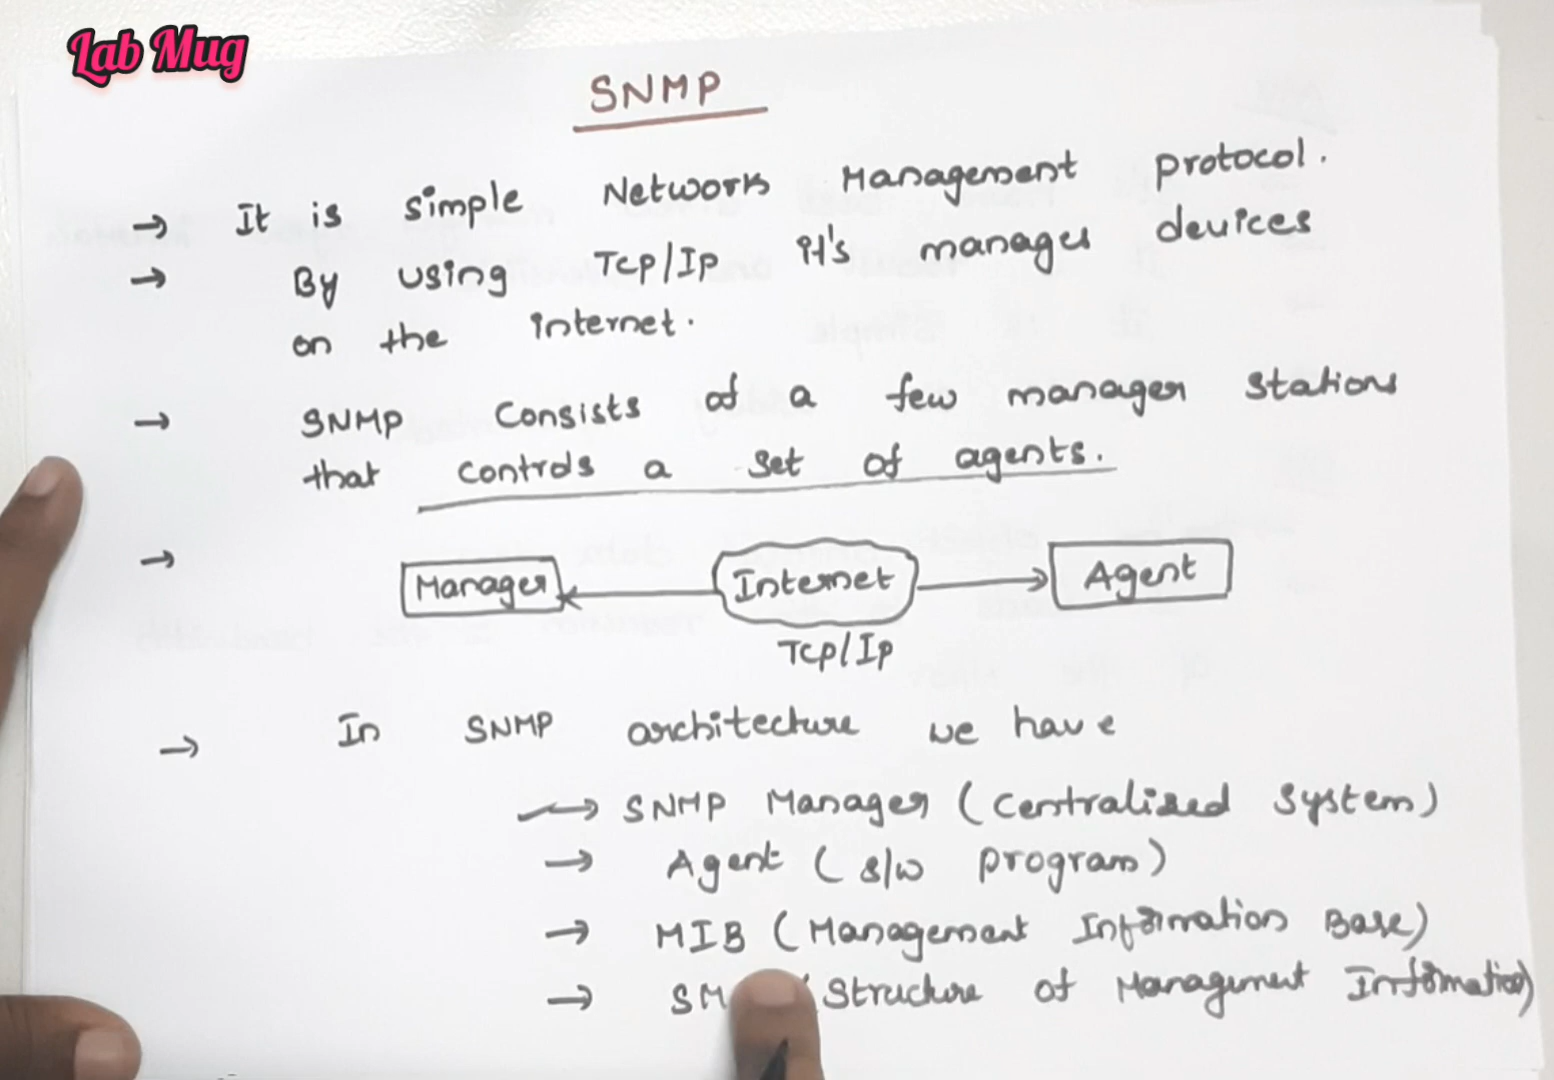 Lab Mug
SNMP
→ It is simple Network Management protocol.
→ By using Tcp/Ip it's manages devices
on the internet.
→ SNMP Consists of a few manager stations
that controls a set of agents.
→ Manager Internet Agent
Tcp/Ip
→ In SNMP architecture we have
→ SNMP Manager (Centralized System)
→ Agent (s/w program)
→ MIB (Management Information Base)
→ SM (Structure of Management Information)